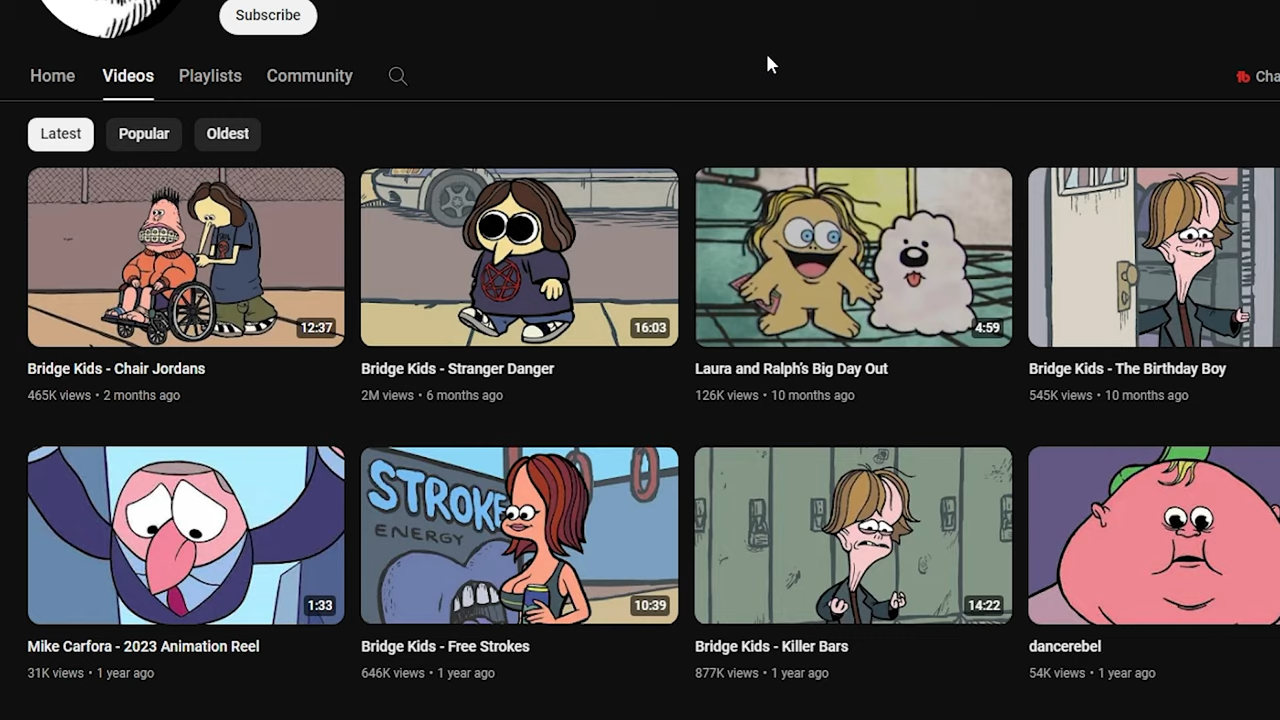 Subscribe
Home Videos Playlists Community
Cha
Latest Popular Oldest
12:37 16:03 4:59
Bridge Kids - Chair Jordans Bridge Kids - Stranger Danger Laura and Ralph's Big Day Out Bridge Kids - The Birthday Boy
465K views • 2 months ago 2M views • 6 months ago 126K views • 10 months ago 545K views • 10 months ago
STROKE
ENERGY
1:33 10:39 14:22
Mike Carfora - 2023 Animation Reel Bridge Kids - Free Strokes Bridge Kids - Killer Bars dancerebel
31K views • 1 year ago 646K views • 1 year ago 877K views • 1 year ago 54K views • 1 year ago